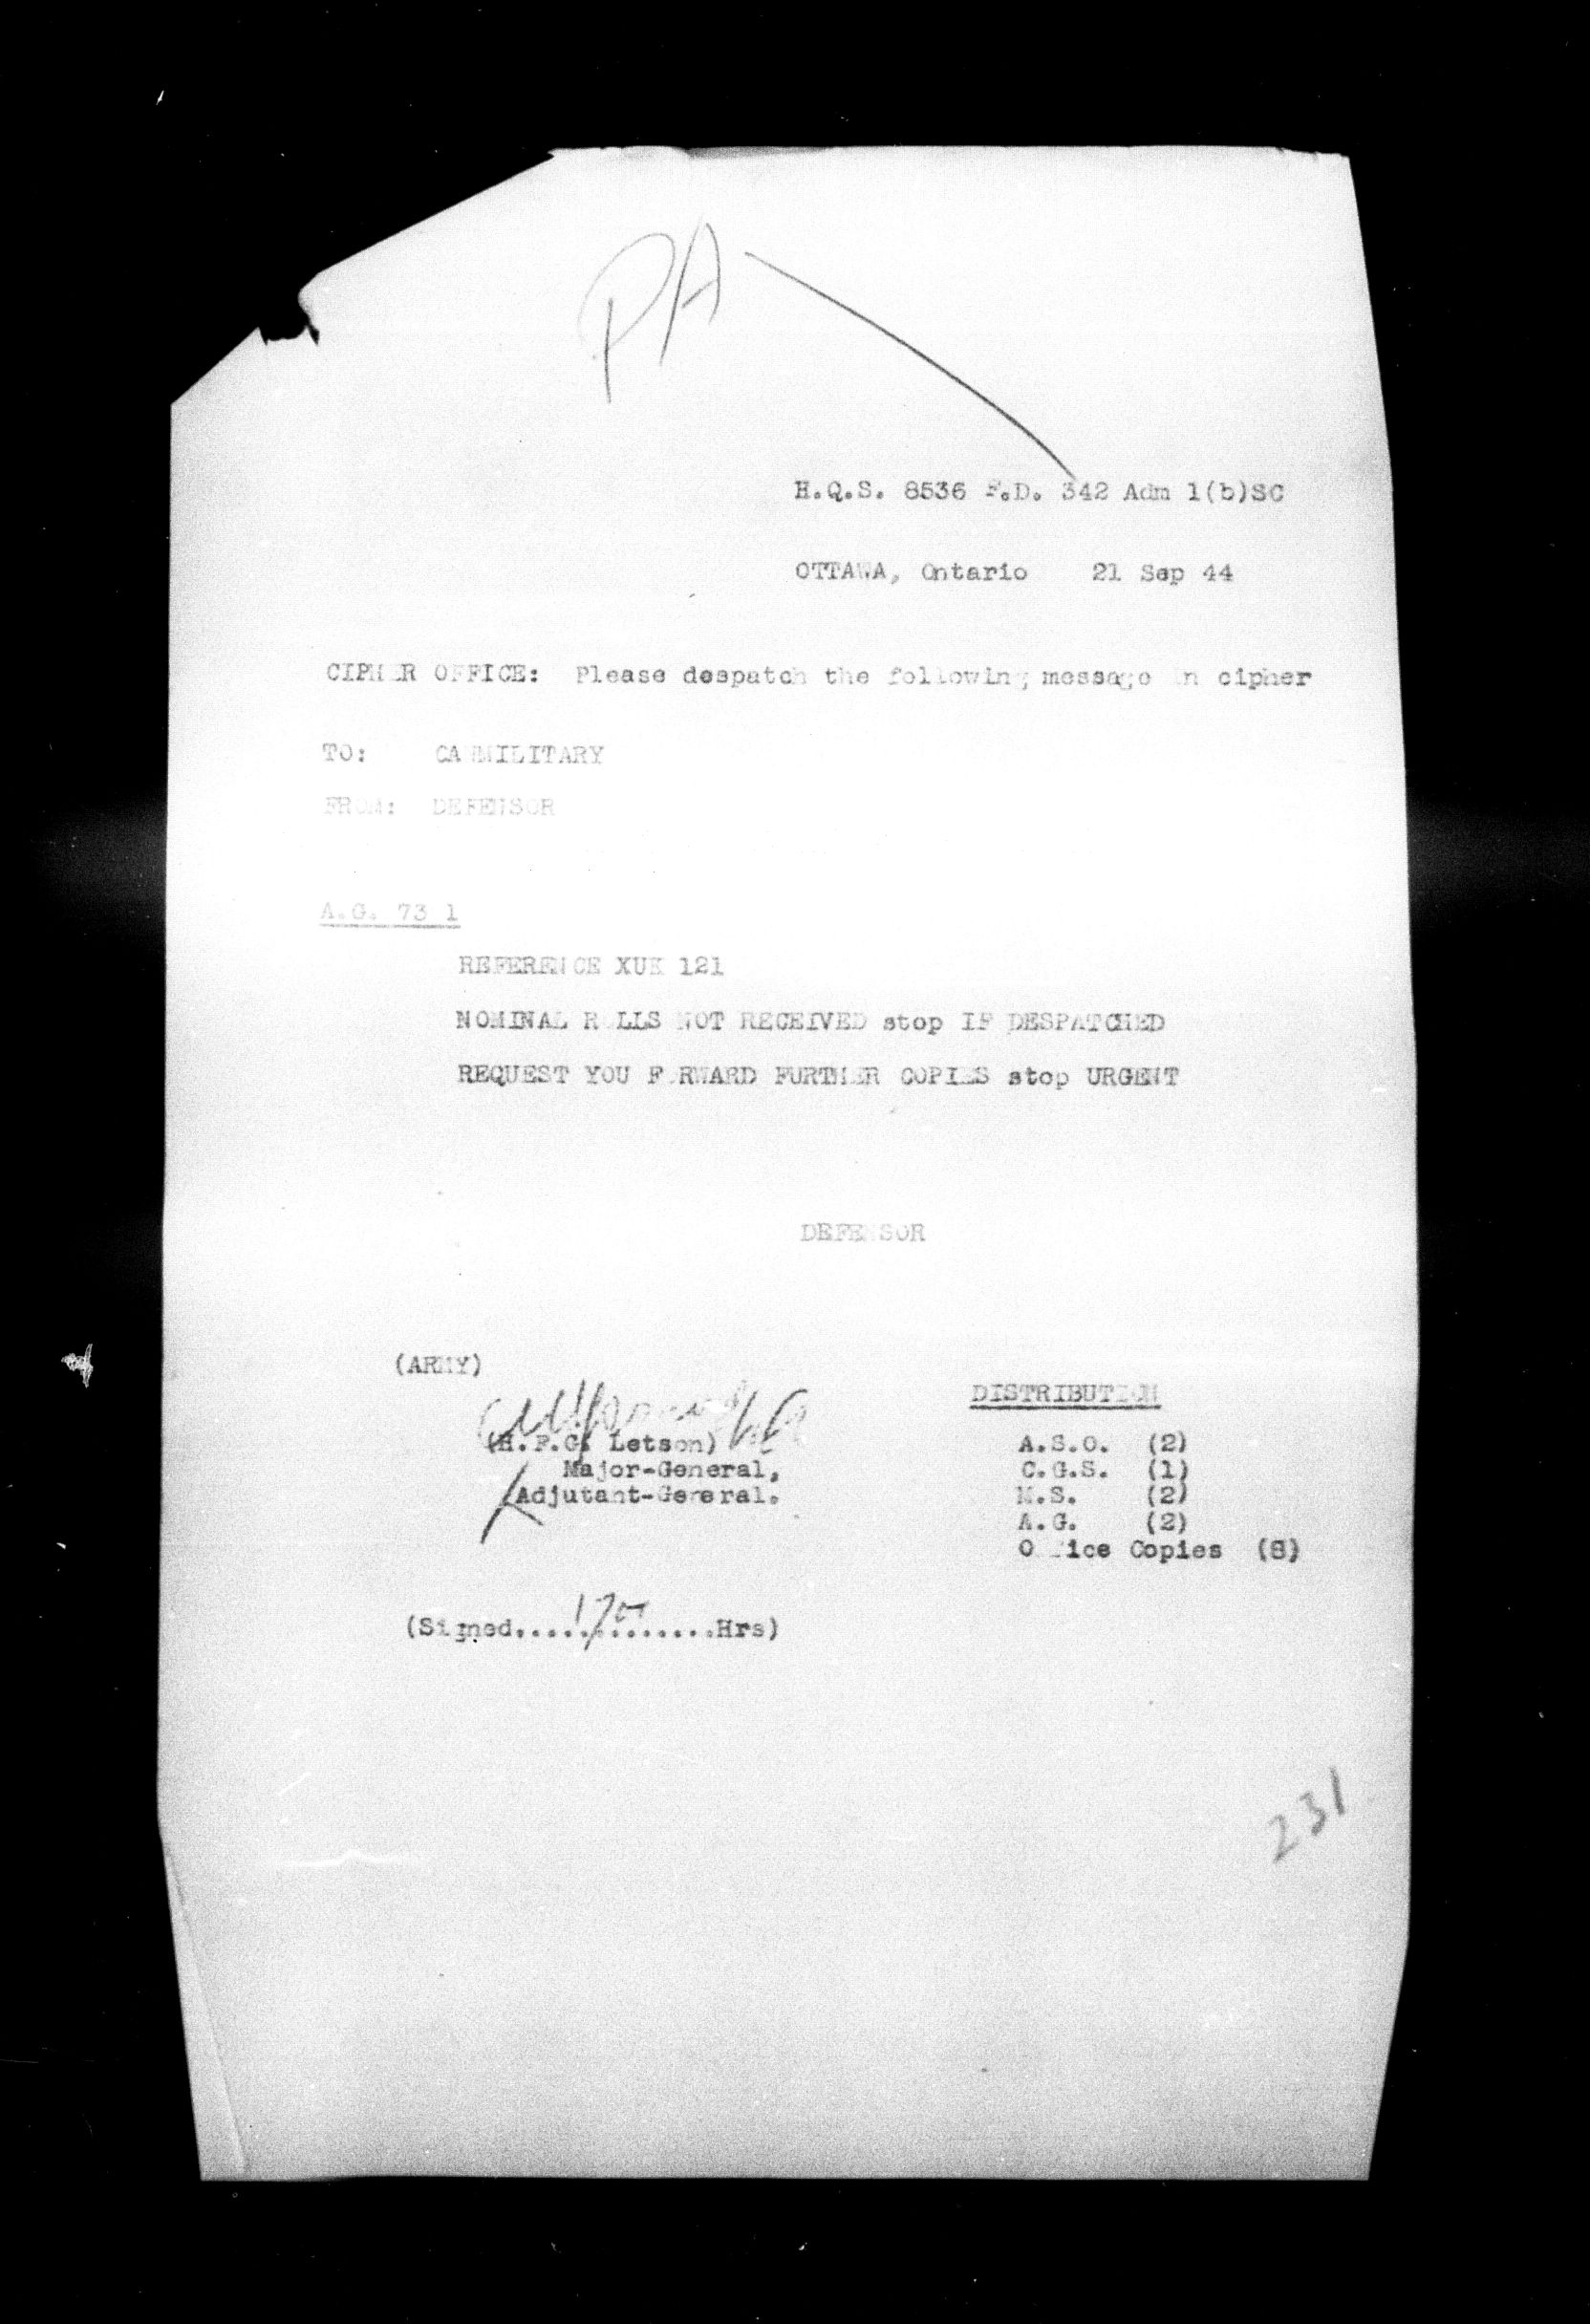 PA
H.Q.S. 8536 F.D. 342 Adm 1(b)SC
OTTAWA, Ontario 21 Sep 44
CIPHER OFFICE: Please despatch the following message in cipher
TO: CANMILITARY
FROM: DEFENSOR
A.G. 73 1
REFERENCE XUK 121
NOMINAL ROLLS NOT RECEIVED stop IF DESPATCHED
REQUEST YOU FORWARD FURTHER COPIES stop URGENT
DEFENSOR
(ARMY)
(H.F.G. Letson)
Major-General,
Adjutant-General.
DISTRIBUTION
A.S.O. (2)
C.G.S. (1)
M.S. (2)
A.G. (2)
Office Copies (8)
(Signed.............Hrs)
231